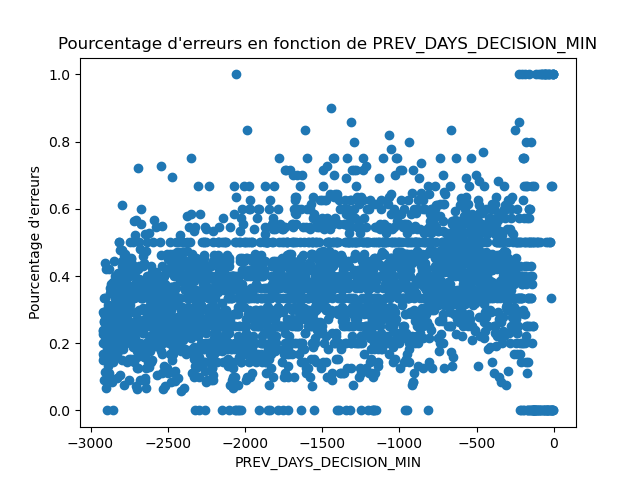 Pourcentage d'erreurs en fonction de PREV_DAYS_DECISION_MIN
1.0
0.8
0.6
0.4
0.2
0.0
Pourcentage d'erreurs
−3000 −2500 −2000 −1500 −1000 −500 0
PREV_DAYS_DECISION_MIN